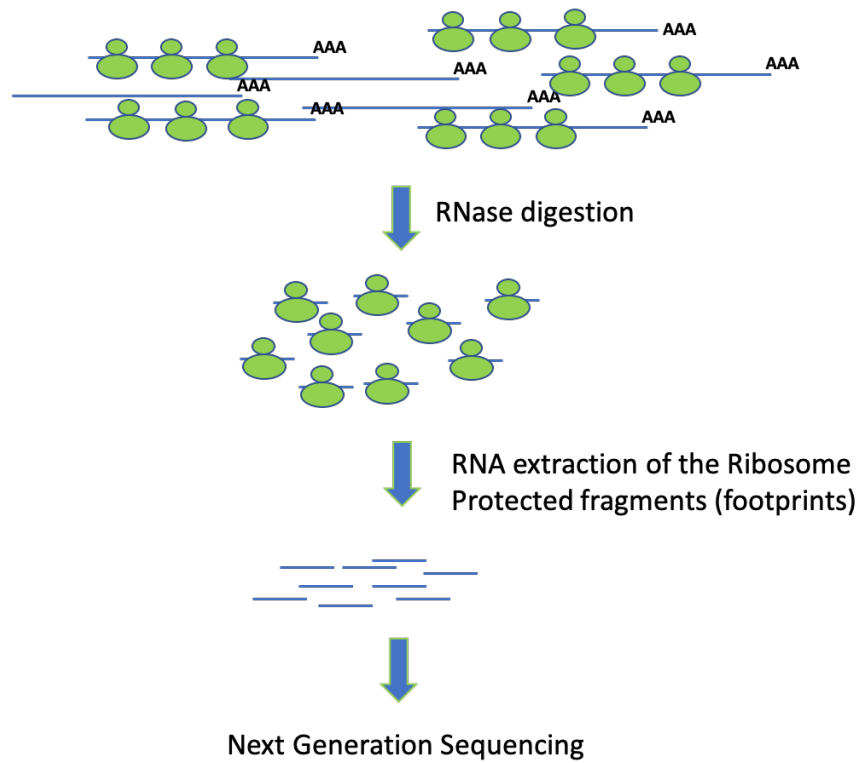 AAA
AAA
AAA
AAA
AAA
AAA
AAA
AAA
RNase digestion
RNA extraction of the Ribosome
Protected fragments (footprints)
Next Generation Sequencing